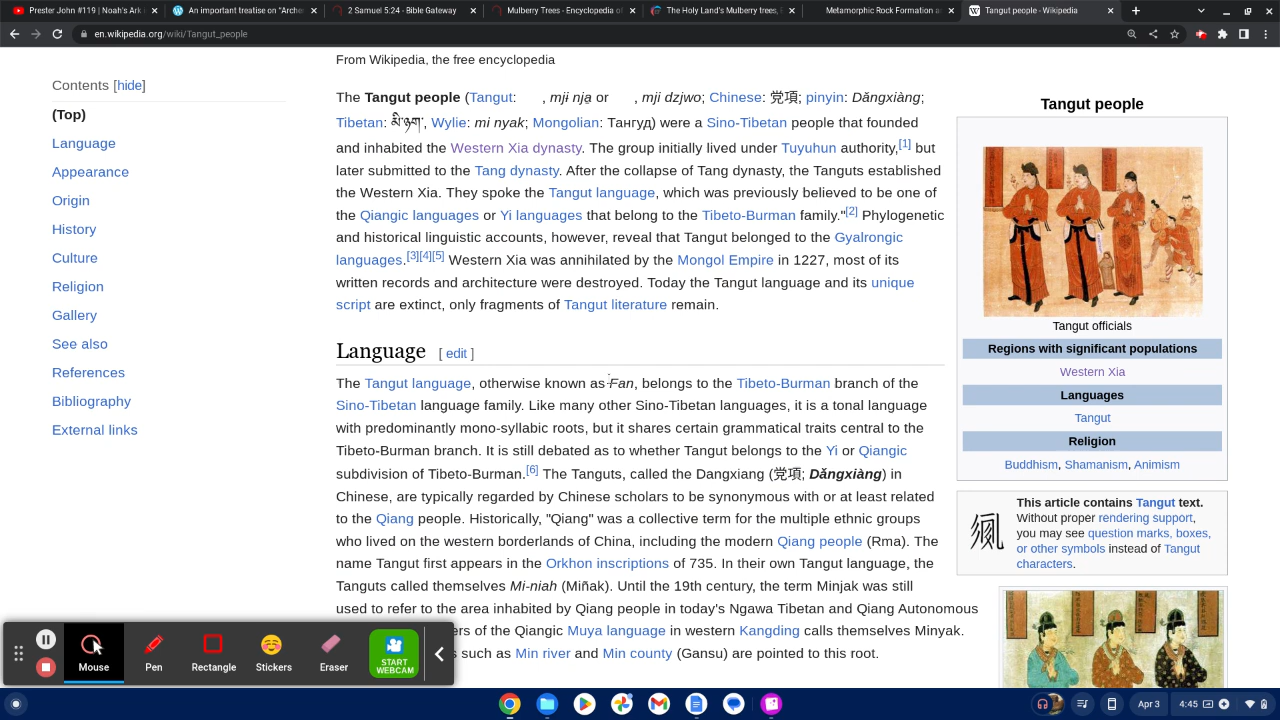 Prester John #119 | Noah's Ark
An important treatise on "Archer
2 Samuel 5:24 - Bible Gateway
Mulberry Trees - Encyclopedia of
The Holy Land's Mulberry trees,
Metamorphic Rock Formation a
Tangut people - Wikipedia
en.wikipedia.org/wiki/Tangut_people
From Wikipedia, the free encyclopedia
Contents [hide]
(Top)
Language
Appearance
Origin
History
Culture
Religion
Gallery
See also
References
Bibliography
External links
The Tangut people (Tangut: , mjɨ nja̱ or , mji dzjwo; Chinese: 党項; pinyin: Dǎngxiàng;
Tibetan: མི་ཉག་, Wylie: mi nyak; Mongolian: Тангуд) were a Sino-Tibetan people that founded
and inhabited the Western Xia dynasty. The group initially lived under Tuyuhun authority,[1] but
later submitted to the Tang dynasty. After the collapse of Tang dynasty, the Tanguts established
the Western Xia. They spoke the Tangut language, which was previously believed to be one of
the Qiangic languages or Yi languages that belong to the Tibeto-Burman family."[2] Phylogenetic
and historical linguistic accounts, however, reveal that Tangut belonged to the Gyalrongic
languages.[3][4][5] Western Xia was annihilated by the Mongol Empire in 1227, most of its
written records and architecture were destroyed. Today the Tangut language and its unique
script are extinct, only fragments of Tangut literature remain.
Language [ edit ]
The Tangut language, otherwise known as Fan, belongs to the Tibeto-Burman branch of the
Sino-Tibetan language family. Like many other Sino-Tibetan languages, it is a tonal language
with predominantly mono-syllabic roots, but it shares certain grammatical traits central to the
Tibeto-Burman branch. It is still debated as to whether Tangut belongs to the Yi or Qiangic
subdivision of Tibeto-Burman.[6] The Tanguts, called the Dangxiang (党項; Dǎngxiàng) in
Chinese, are typically regarded by Chinese scholars to be synonymous with or at least related
to the Qiang people. Historically, "Qiang" was a collective term for the multiple ethnic groups
who lived on the western borderlands of China, including the modern Qiang people (Rma). The
name Tangut first appears in the Orkhon inscriptions of 735. In their own Tangut language, the
Tanguts called themselves Mi-niah (Miñak). Until the 19th century, the term Minjak was still
used to refer to the area inhabited by Qiang people in today's Ngawa Tibetan and Qiang Autonomous
ers of the Qiangic Muya language in western Kangding calls themselves Minyak.
such as Min river and Min county (Gansu) are pointed to this root.
Tangut people
Tangut officials
Regions with significant populations
Western Xia
Languages
Tangut
Religion
Buddhism, Shamanism, Animism
This article contains Tangut text.
Without proper rendering support,
you may see question marks, boxes,
or other symbols instead of Tangut
characters.
Mouse
Pen
Rectangle
Stickers
Eraser
START
WEBCAM
Apr 3
4:45